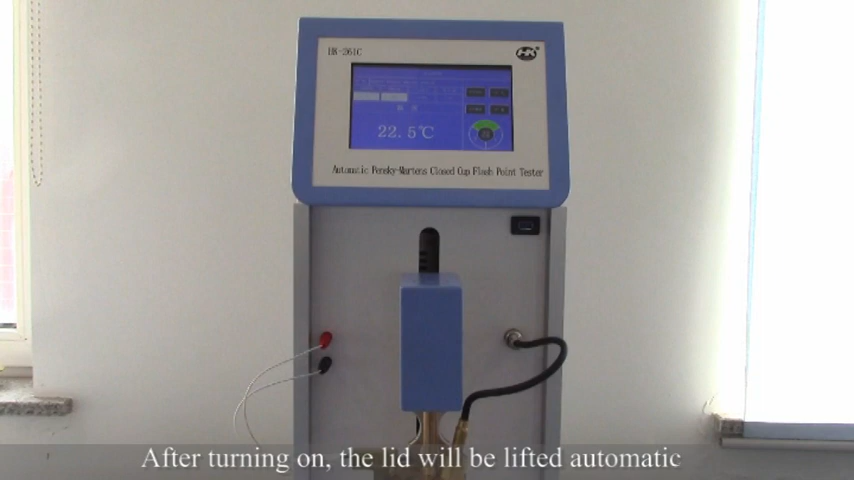 HK-261C
HK®
22.5℃
Automatic Pensky-Martens Closed Cup Flash Point Tester
After turning on, the lid will be lifted automatic